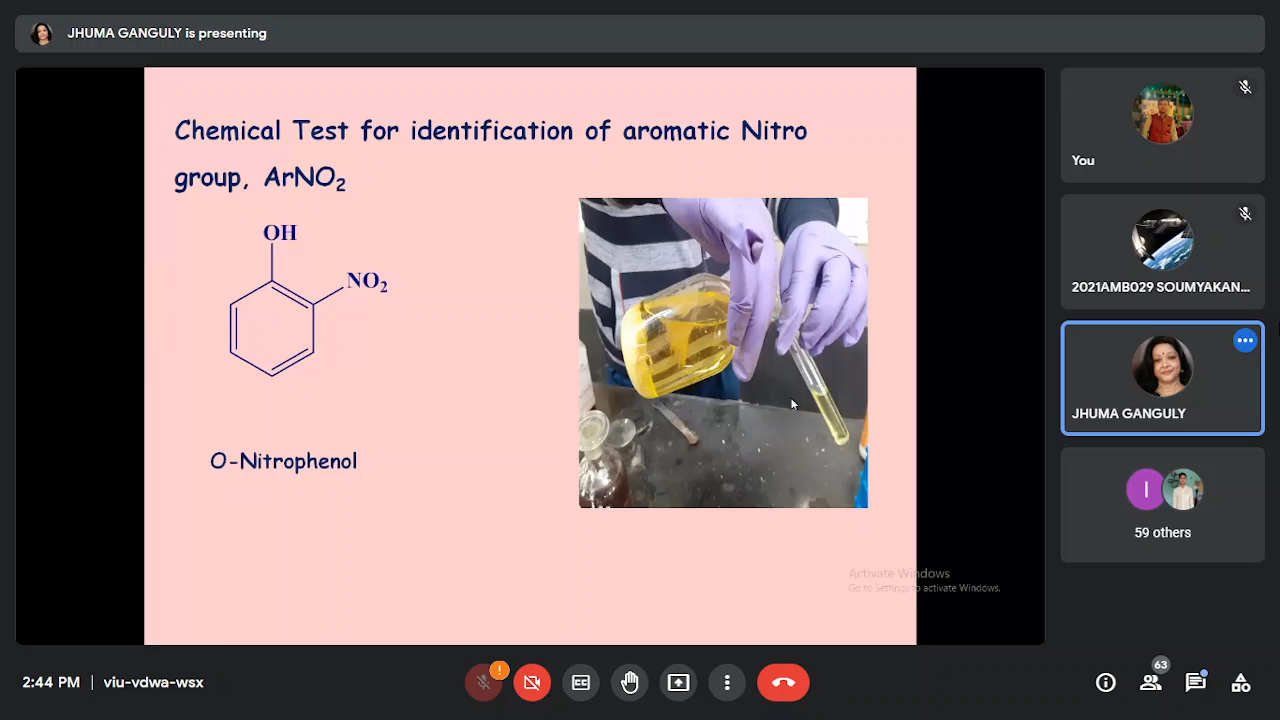 JHUMA GANGULY is presenting
Chemical Test for identification of aromatic Nitro
group, ArNO₂
OH
NO₂
O-Nitrophenol
Activate Windows
Go to Settings to activate Windows.
You
2021AMB029 SOUMYAKAN...
JHUMA GANGULY
I
59 others
2:44 PM | viu-vdwa-wsx
!
CC
63